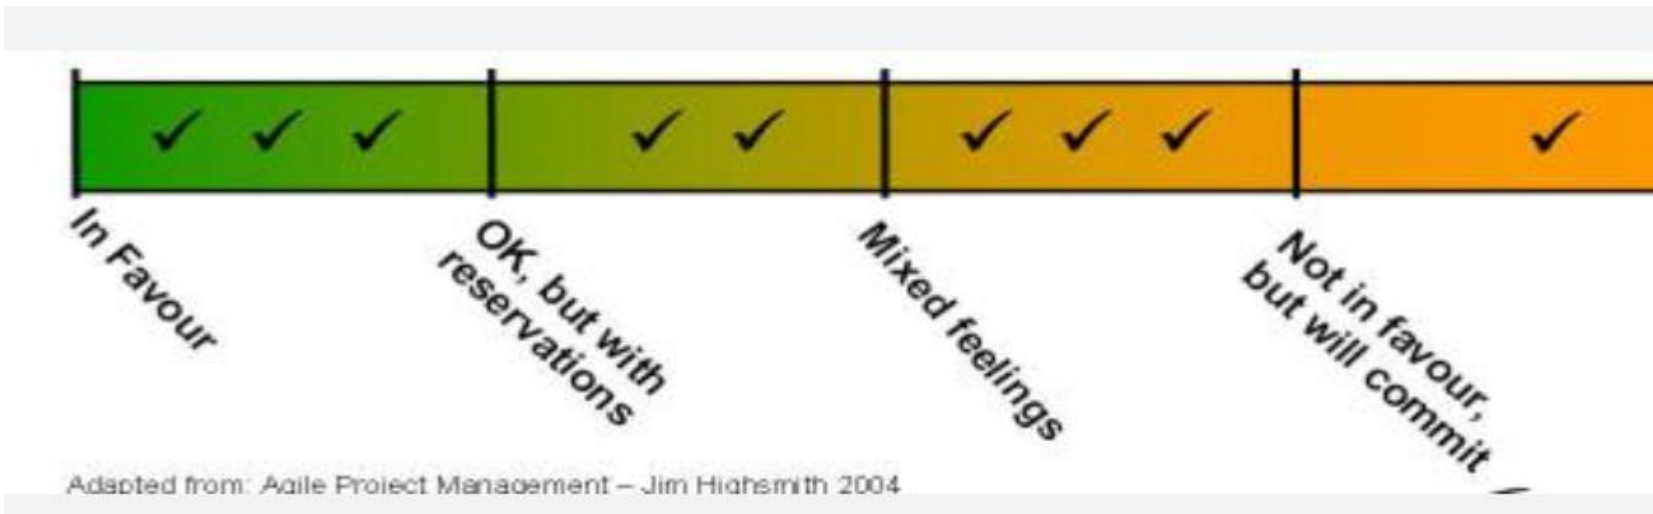 In Favour
OK, but with
reservations
Mixed feelings
Not in favour,
but will commit
Adapted from: Agile Project Management – Jim Highsmith 2004